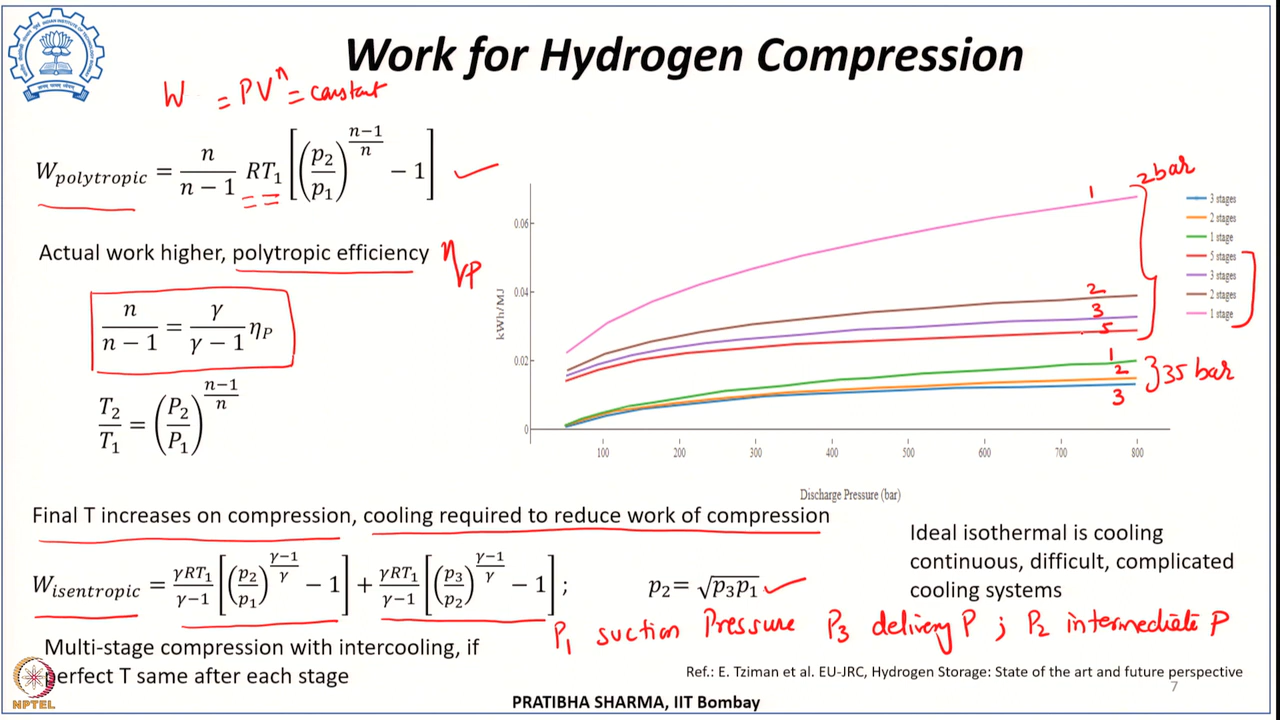 Work for Hydrogen Compression
W = PVⁿ = constant
W_polytropic = n/(n − 1) RT₁ [(p₂/p₁)^((n−1)/n) − 1]
Actual work higher, polytropic efficiency ηp
n/(n − 1) = γ/(γ − 1) η_P
T₂/T₁ = (P₂/P₁)^((n−1)/n)
kWh/MJ
0.06
0.04
0.02
0
100 200 300 400 500 600 700 800
Discharge Pressure (bar)
1
2
3
5
2 bar
1
2
3
35 bar
3 stages
2 stages
1 stage
5 stages
3 stages
2 stages
1 stage
Final T increases on compression, cooling required to reduce work of compression
W_isentropic = γRT₁/(γ−1) [(p₂/p₁)^((γ−1)/γ) − 1] + γRT₁/(γ−1) [(p₃/p₂)^((γ−1)/γ) − 1] ;
p₂= √p₃p₁
Ideal isothermal is cooling
continuous, difficult, complicated
cooling systems
P₁ suction Pressure P₃ delivery P ; P₂ intermediate P
Multi-stage compression with intercooling, if
perfect T same after each stage
Ref.: E. Tziman et al. EU-JRC, Hydrogen Storage: State of the art and future perspective
7
NPTEL
PRATIBHA SHARMA, IIT Bombay